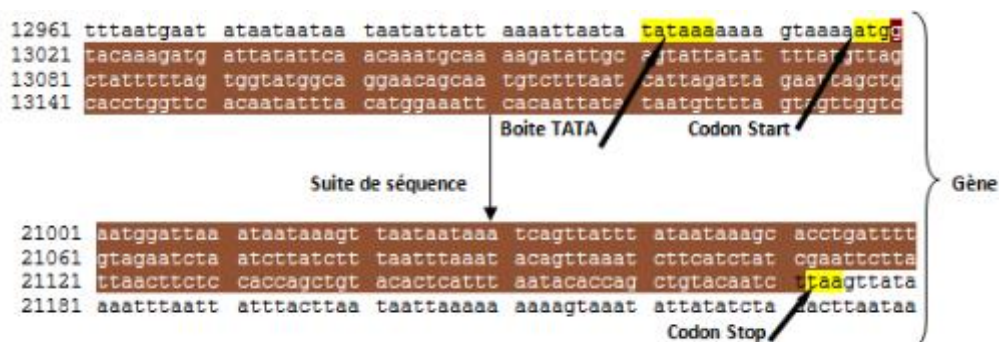 12961 tttaatgaat ataataataa taatattatt aaaattaata tataaaaaaa gtaaaaatgg
13021 tacaaagatg attatattca acaaatgcaa aagatattgc agtattatat tttatgttag
13081 ctatttttag tggtatggca ggaacagcaa tgtctttaat cattagatta gaattagctg
13141 cacctggttc acaatattta catggaaatt cacaattata taatgtttta gtagttggtc
Boite TATA
Codon Start
Suite de séquence
Gène
21001 aatggattaa ataataaagt taataataaa tcagttattt ataataaagc acctgatttt
21061 gtagaatcta atcttatctt taatttaaat acagttaaat cttcatctat cgaattctta
21121 ttaacttctc caccagctgt acactcattt aatacaccag ctgtacaatc ttaagttata
21181 aaatttaatt atttacttaa taattaaaaa aaaagtaaat attatatcta aacttaataa
Codon Stop